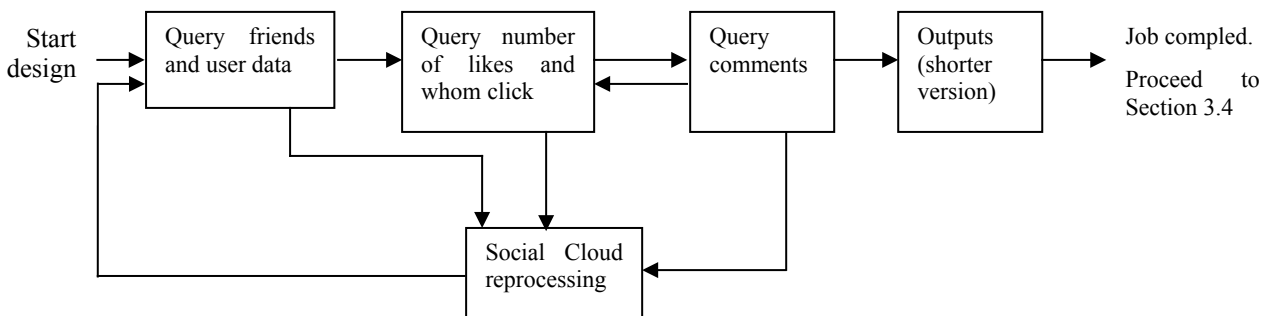 Start
design
Query friends
and user data
Query number
of likes and
whom click
Query
comments
Outputs
(shorter
version)
Job compled.
Proceed to
Section 3.4
Social Cloud
reprocessing